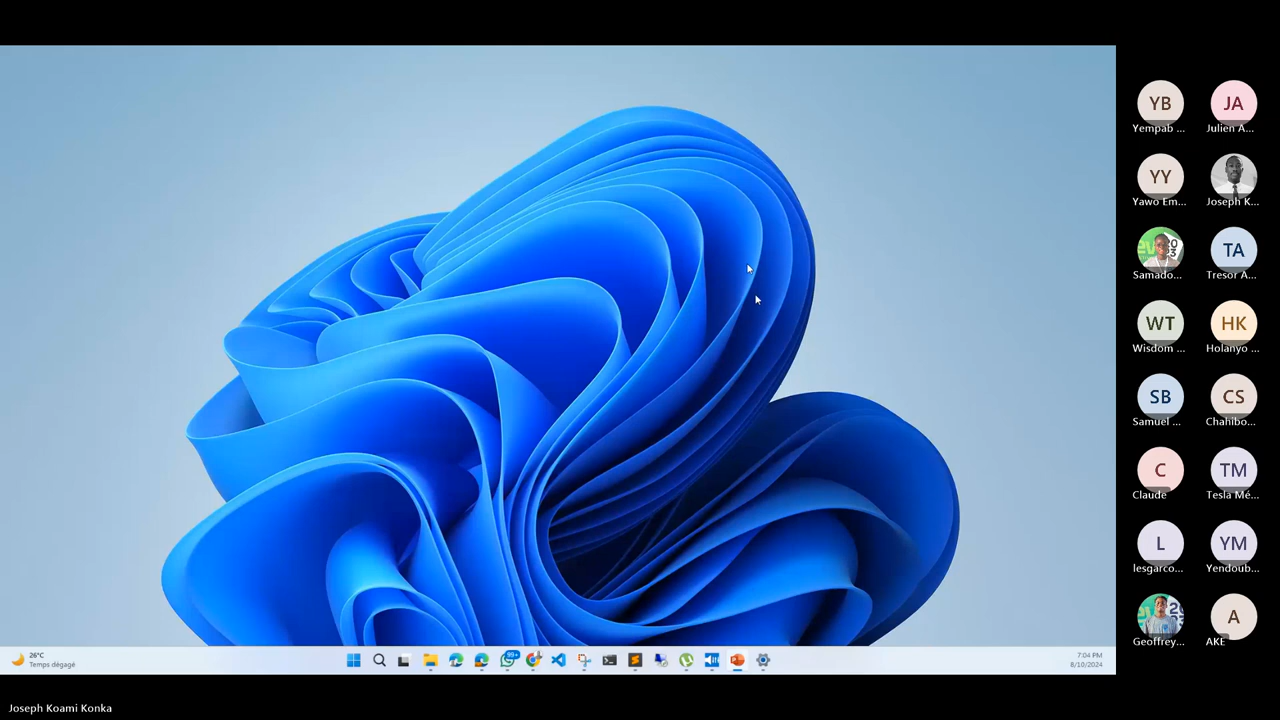 YB
JA
Yempab ...
Julien A...
YY
Yawo Em...
Joseph K...
TA
Samado...
Tresor A...
WT
HK
Wisdom ...
Holanyo ...
SB
CS
Samuel ...
Chahibo...
C
TM
Claude
Tesla Mé...
L
YM
lesgarco...
Yendoub...
A
Geoffrey...
AKE
26°C
Temps dégagé
99+
7:04 PM
8/10/2024
Joseph Koami Konka